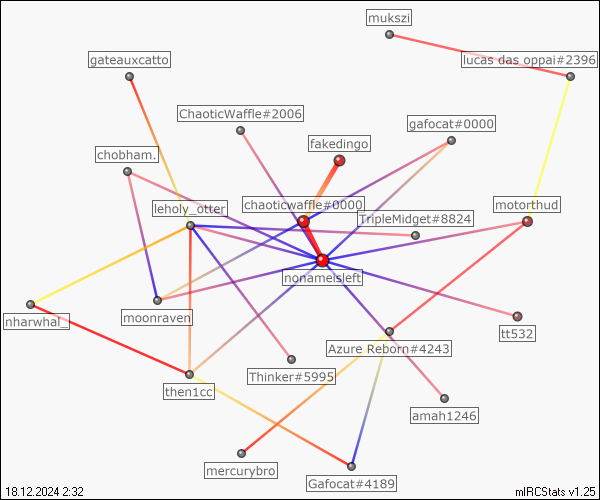 mukszi
gateauxcatto
lucas das oppai#2396
ChaoticWaffle#2006
gafocat#0000
fakedingo
chobham.
chaoticwaffle#0000
motorthud
leholy_otter
TripleMidget#8824
nonameisleft
nharwhal_
moonraven
tt532
Azure Reborn#4243
Thinker#5995
then1cc
amah1246
mercurybro
Gafocat#4189
18.12.2024 2:32
mIRCStats v1.25